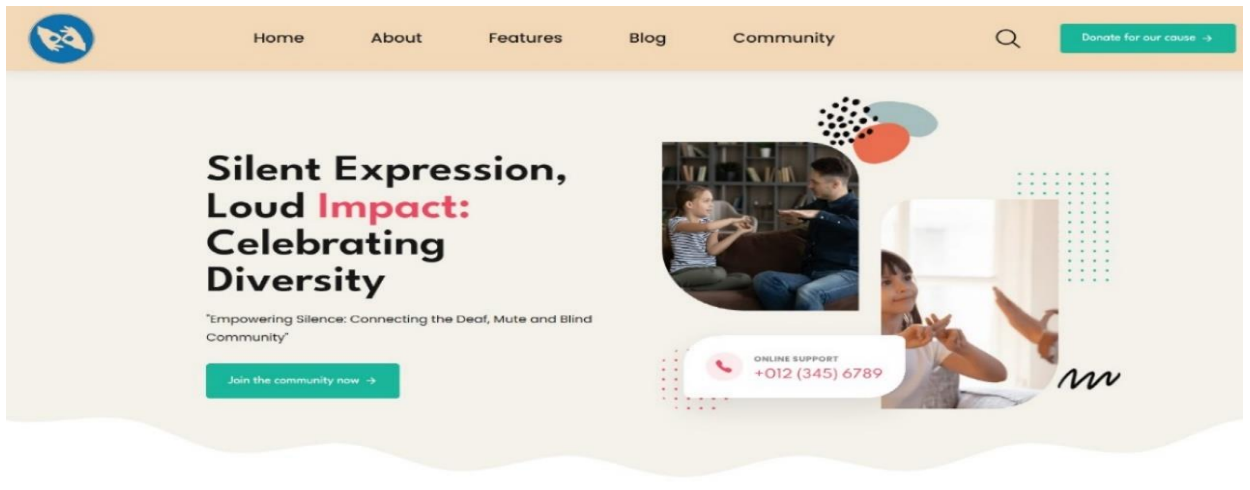 Home About Features Blog Community Donate for our cause →
Silent Expression,
Loud Impact:
Celebrating
Diversity
"Empowering Silence: Connecting the Deaf, Mute and Blind
Community"
Join the community now →
ONLINE SUPPORT
+012 (345) 6789